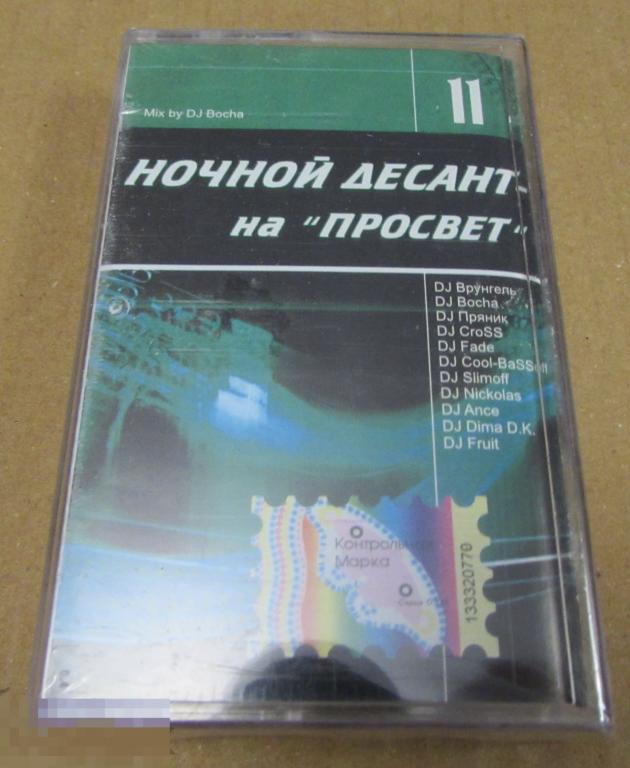 11
Mix by DJ Bocha
НОЧНОЙ ДЕСАНТ-
на "ПРОСВЕТ"
DJ Врунгель
DJ Bocha
DJ Пряник
DJ CroSS
DJ Fade
DJ Cool-BaSSoff
DJ Slimoff
DJ Nickolas
DJ Ance
DJ Dima D.K.
DJ Fruit
Контрольная
Марка
133320770